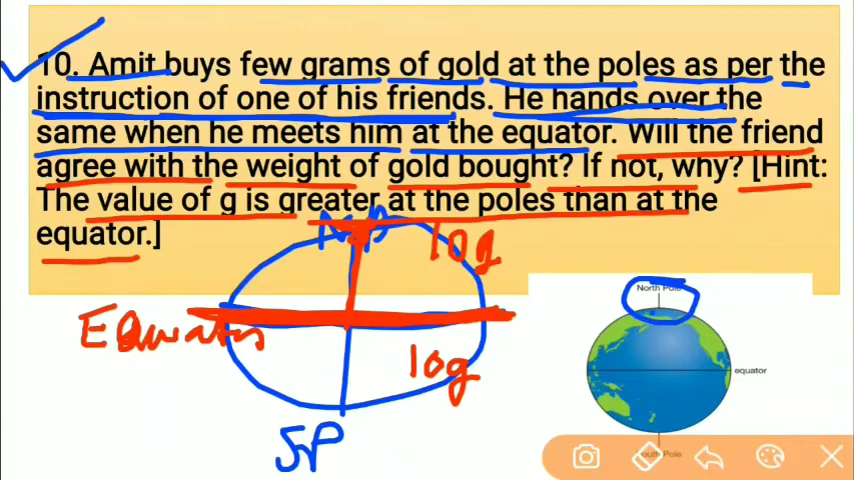 10. Amit buys few grams of gold at the poles as per the
instruction of one of his friends. He hands over the
same when he meets him at the equator. Will the friend
agree with the weight of gold bought? If not, why? [Hint:
The value of g is greater at the poles than at the
equator.]
NP
10g
North Pole
Equator
10g
equator
SP
South Pole